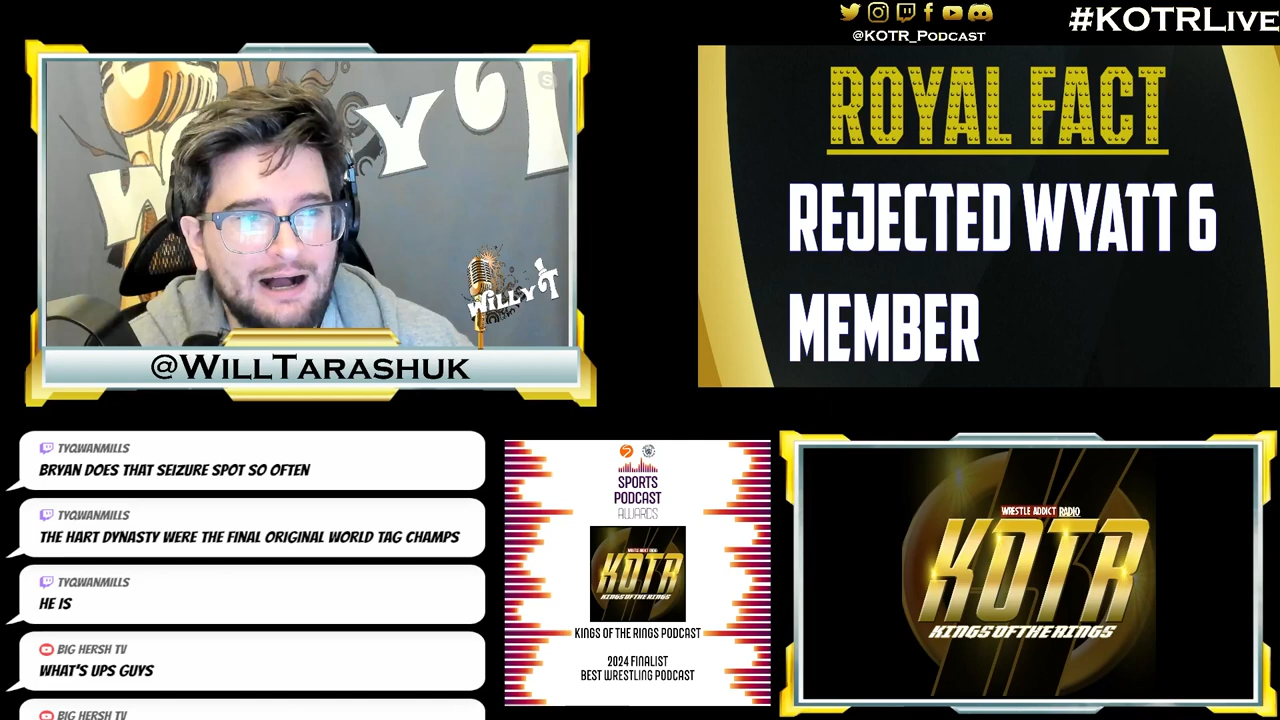 #KOTRLIVE
@KOTR_PODCAST
ROYAL FACT
REJECTED WYATT 6
MEMBER
WILLY T
@WILLTARASHUK
TYQWANMILLS
BRYAN DOES THAT SEIZURE SPOT SO OFTEN
TYQWANMILLS
THE HART DYNASTY WERE THE FINAL ORIGINAL WORLD TAG CHAMPS
TYQWANMILLS
HE IS
BIG HERSH TV
WHAT'S UPS GUYS
BIG HERSH TV
SPORTS
PODCAST
AWARDS
KOTR
KINGS OF THE RINGS
KINGS OF THE RINGS PODCAST
2024 FINALIST
BEST WRESTLING PODCAST
WRESTLE ADDICT RADIO
KOTR
KINGS OF THE RINGS